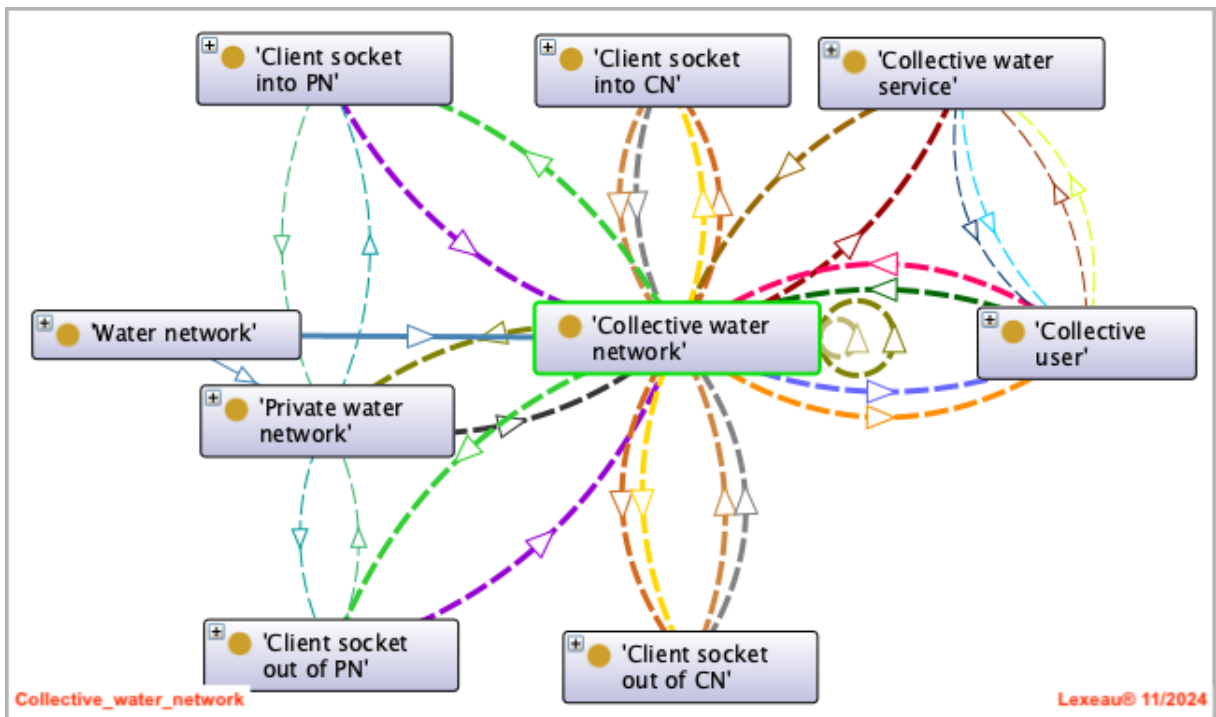 'Client socket
into PN'
'Client socket
into CN'
'Collective water
service'
'Water network'
'Collective water
network'
'Collective
user'
'Private water
network'
'Client socket
out of PN'
'Client socket
out of CN'
Collective_water_network
Lexeau® 11/2024